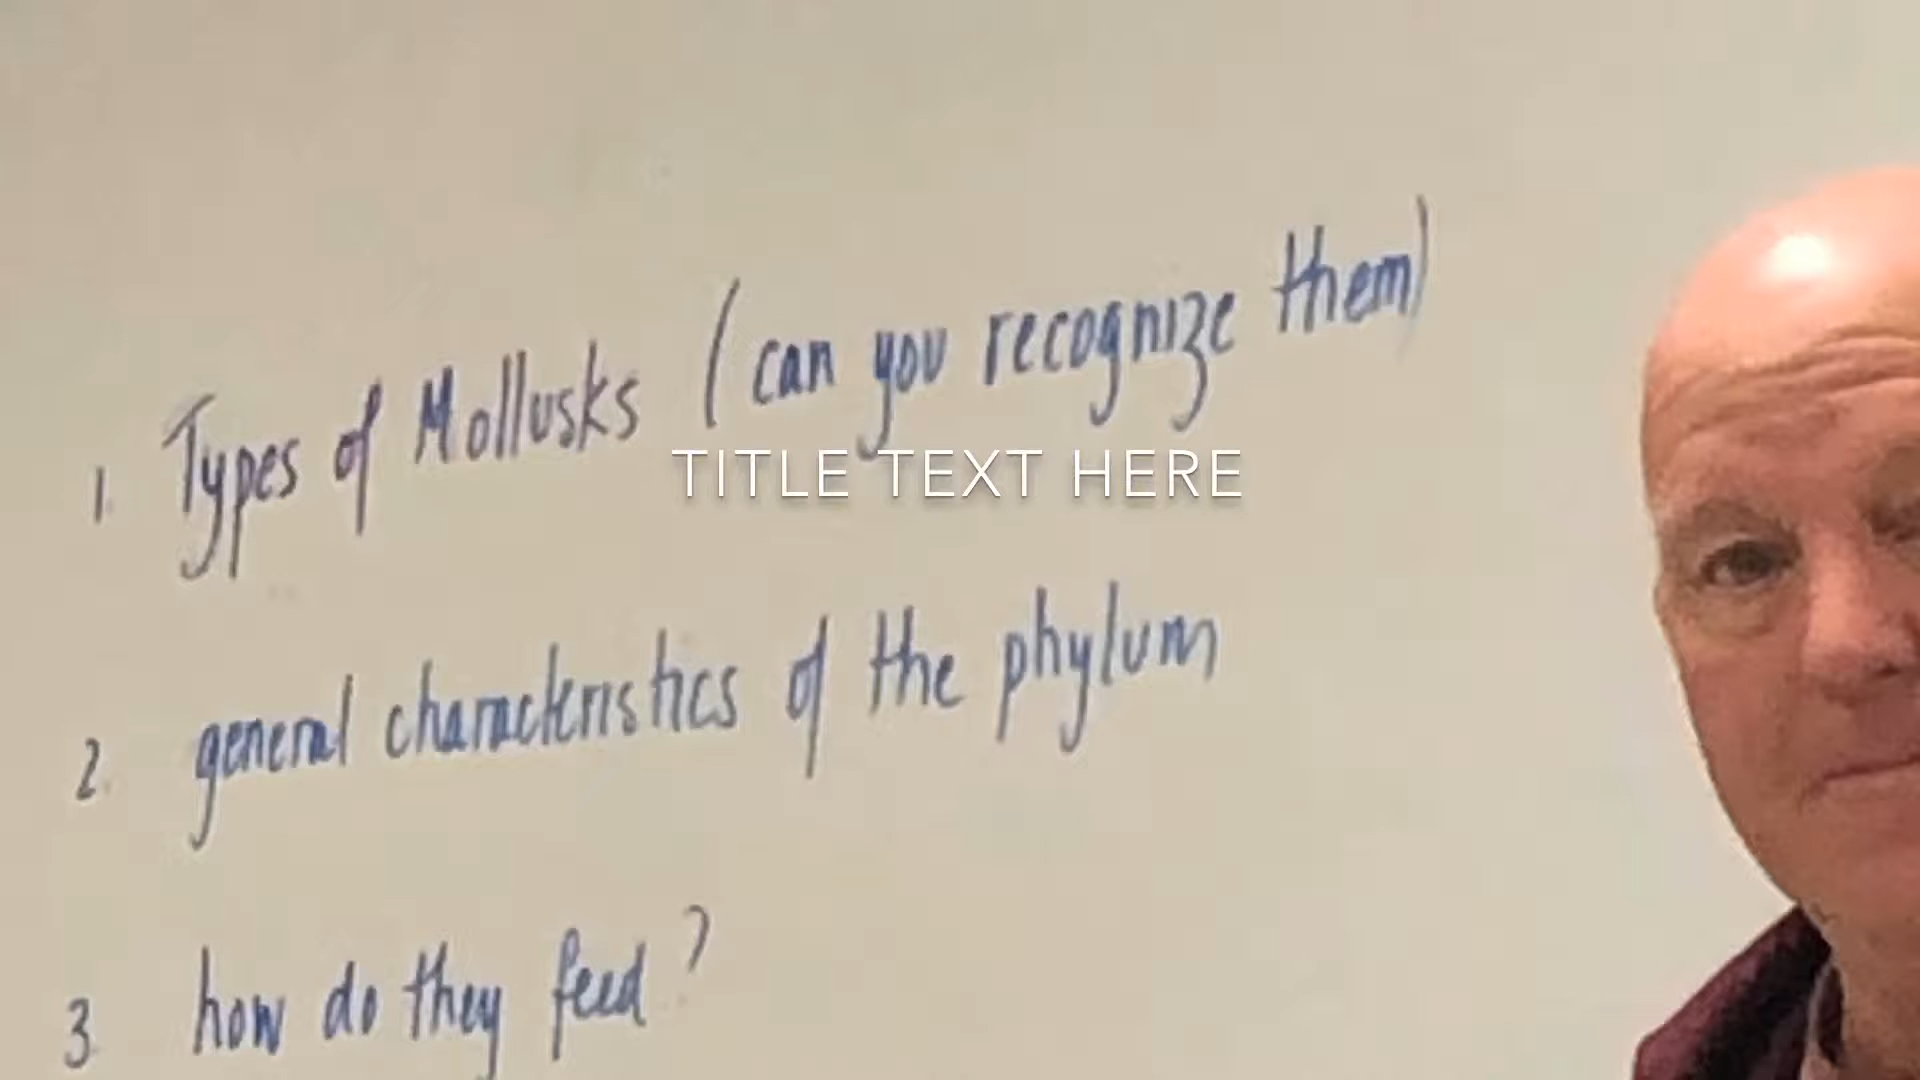 1. Types of Mollusks (can you recognize them)
TITLE TEXT HERE
2. general characteristics of the phylum
3. how do they feed?